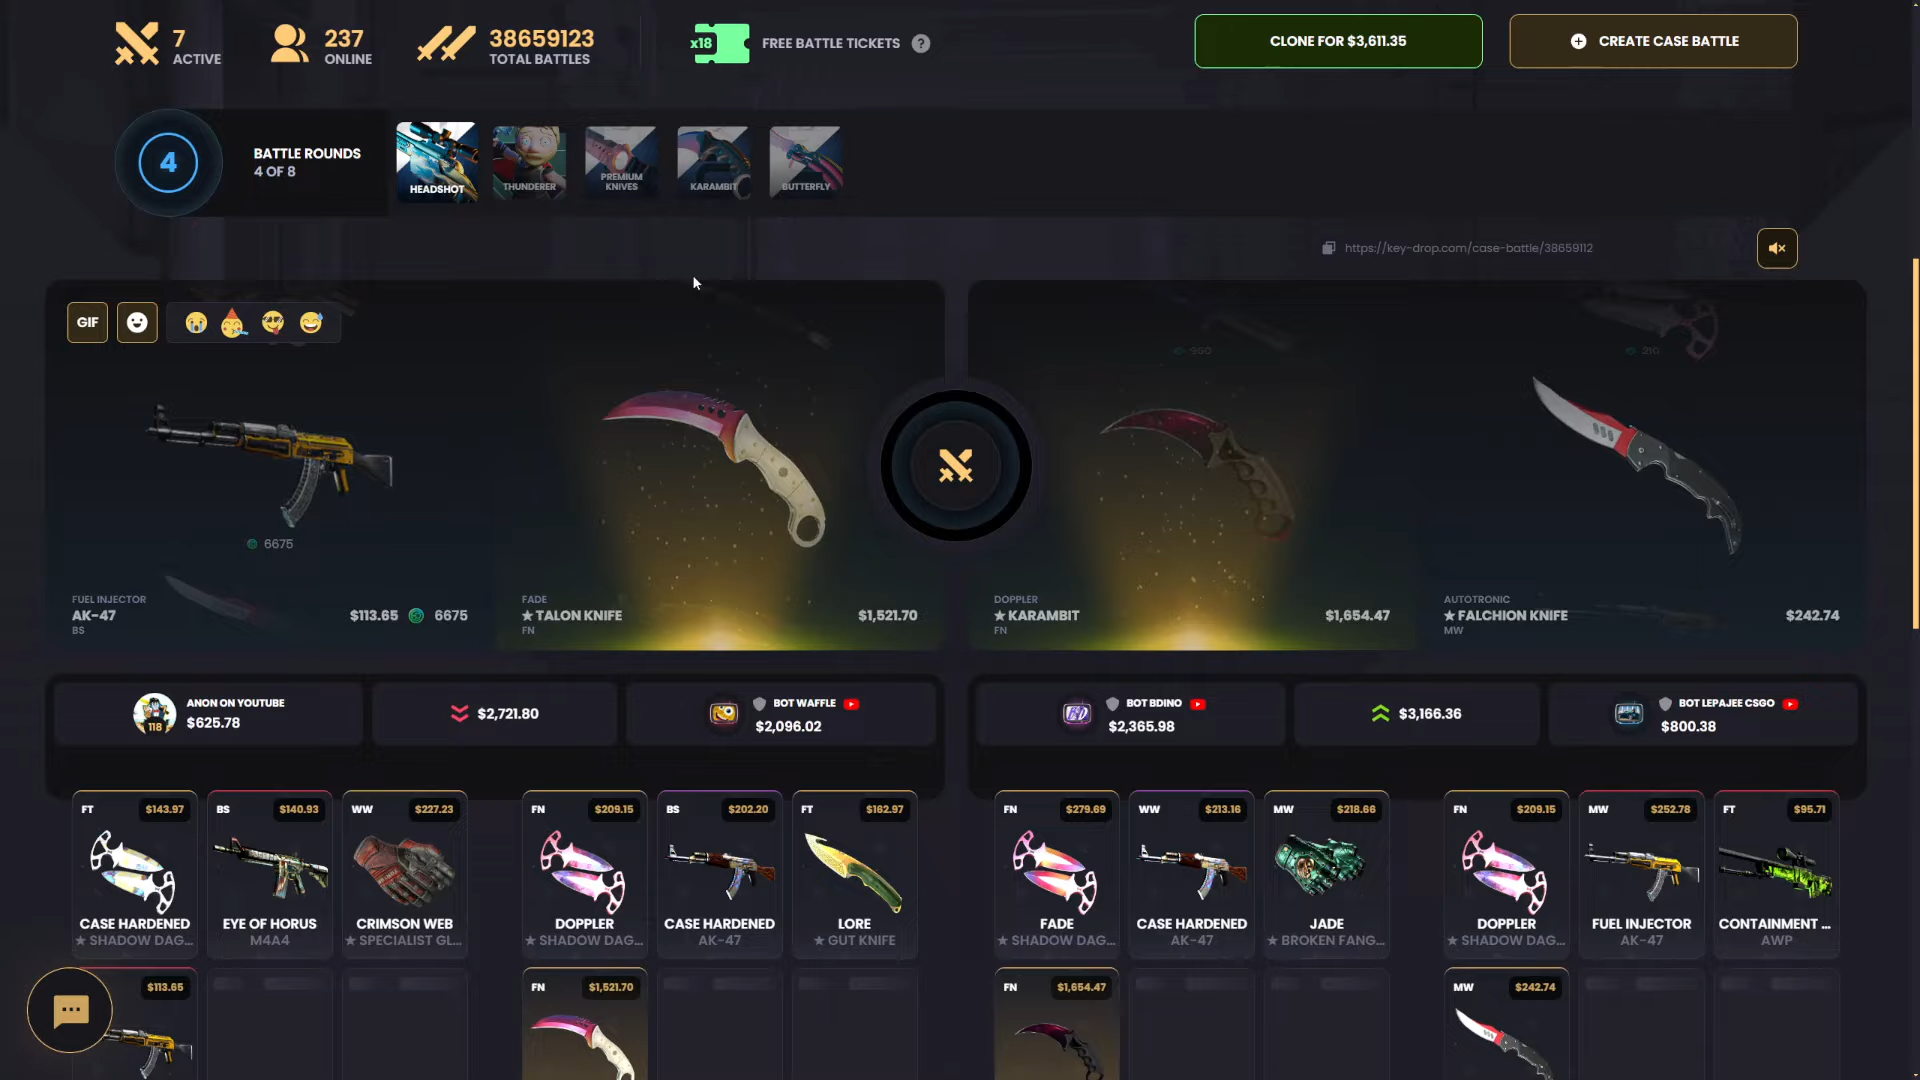 7
ACTIVE
237
ONLINE
38659123
TOTAL BATTLES
x18
FREE BATTLE TICKETS
?
CLONE FOR $3,611.35
CREATE CASE BATTLE
4
BATTLE ROUNDS
4 OF 8
HEADSHOT
THUNDERER
PREMIUM
KNIVES
KARAMBIT
BUTTERFLY
https://key-drop.com/case-battle/38659112
GIF
210
6675
FUEL INJECTOR
AK-47
BS
$113.65
6675
FADE
★ TALON KNIFE
FN
$1,521.70
DOPPLER
★ KARAMBIT
FN
$1,654.47
AUTOTRONIC
★ FALCHION KNIFE
MW
$242.74
118
ANON ON YOUTUBE
$625.78
$2,721.80
BOT WAFFLE
$2,096.02
BOT BDINO
$2,365.98
$3,166.36
BOT LEPAJEE CSGO
$800.38
FT $143.97
BS $140.93
WW $227.23
FN $209.15
BS $202.20
FT $162.97
FN $279.69
WW $213.16
MW $218.66
FN $209.15
MW $252.78
FT $95.71
CASE HARDENED
★ SHADOW DAG...
EYE OF HORUS
M4A4
CRIMSON WEB
★ SPECIALIST GL...
DOPPLER
★ SHADOW DAG...
CASE HARDENED
AK-47
LORE
★ GUT KNIFE
FADE
★ SHADOW DAG...
CASE HARDENED
AK-47
JADE
★ BROKEN FANG...
DOPPLER
★ SHADOW DAG...
FUEL INJECTOR
AK-47
CONTAINMENT ...
AWP
$113.65
FN $1,521.70
FN $1,654.47
MW $242.74